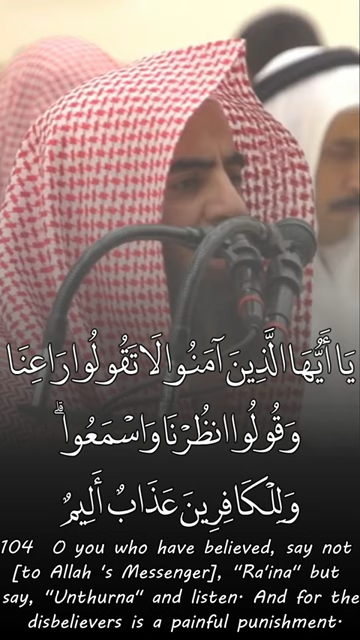 يَا أَيُّهَا الَّذِينَ آمَنُوا لَا تَقُولُوا رَاعِنَا
وَقُولُوا انظُرْنَا وَاسْمَعُوا ۗ
وَلِلْكَافِرِينَ عَذَابٌ أَلِيمٌ
104 O you who have believed, say not
[to Allah 's Messenger], "Ra'ina" but
say, "Unthurna" and listen. And for the
disbelievers is a painful punishment.